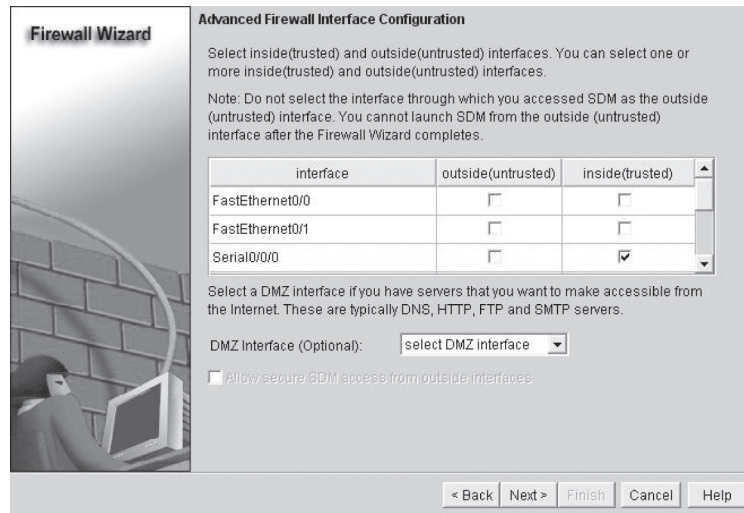 Firewall Wizard
Advanced Firewall Interface Configuration
Select inside(trusted) and outside(untrusted) interfaces. You can select one or
more inside(trusted) and outside(untrusted) interfaces.
Note: Do not select the interface through which you accessed SDM as the outside
(untrusted) interface. You cannot launch SDM from the outside (untrusted)
interface after the Firewall Wizard completes.
interface outside(untrusted) inside(trusted)
FastEthernet0/0
FastEthernet0/1
Serial0/0/0
Select a DMZ interface if you have servers that you want to make accessible from
the Internet. These are typically DNS, HTTP, FTP and SMTP servers.
DMZ Interface (Optional): select DMZ interface
Allow secure SDM access from outside interfaces
< Back Next > Finish Cancel Help